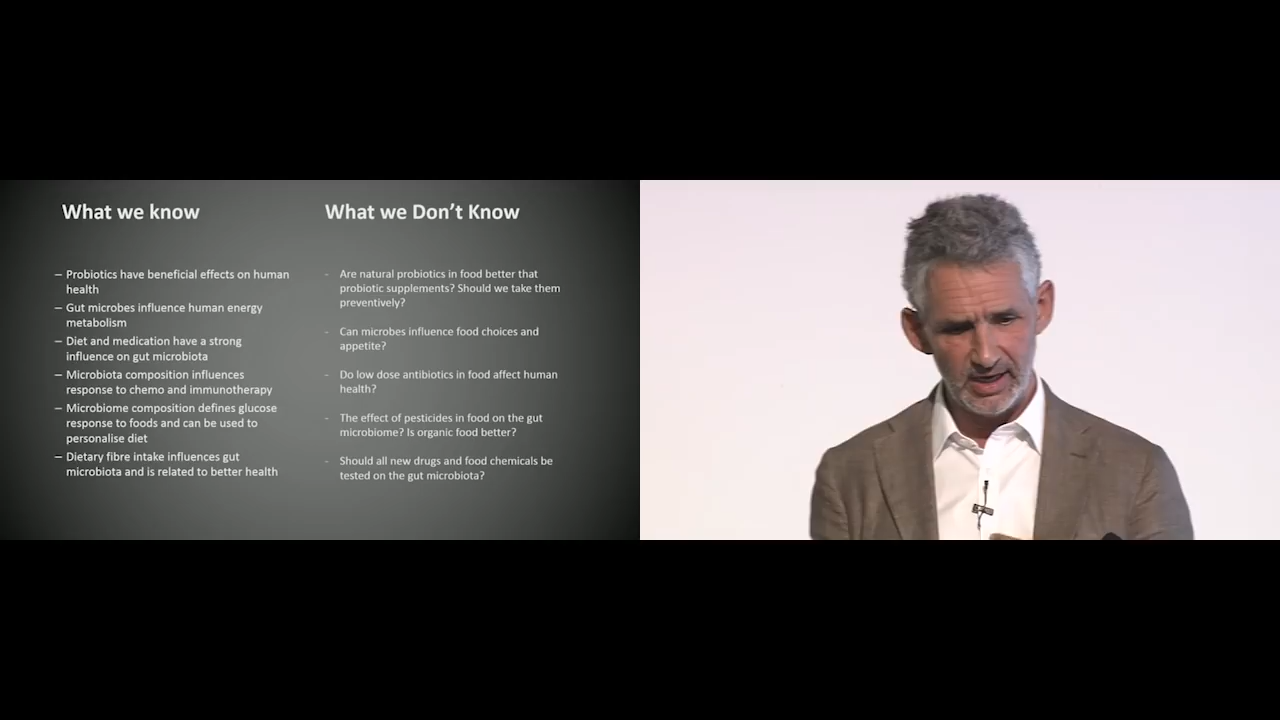 What we know
– Probiotics have beneficial effects on human
health
– Gut microbes influence human energy
metabolism
– Diet and medication have a strong
influence on gut microbiota
– Microbiota composition influences
response to chemo and immunotherapy
– Microbiome composition defines glucose
response to foods and can be used to
personalise diet
– Dietary fibre intake influences gut
microbiota and is related to better health
What we Don’t Know
- Are natural probiotics in food better that
probiotic supplements? Should we take them
preventively?
- Can microbes influence food choices and
appetite?
- Do low dose antibiotics in food affect human
health?
- The effect of pesticides in food on the gut
microbiome? Is organic food better?
- Should all new drugs and food chemicals be
tested on the gut microbiota?